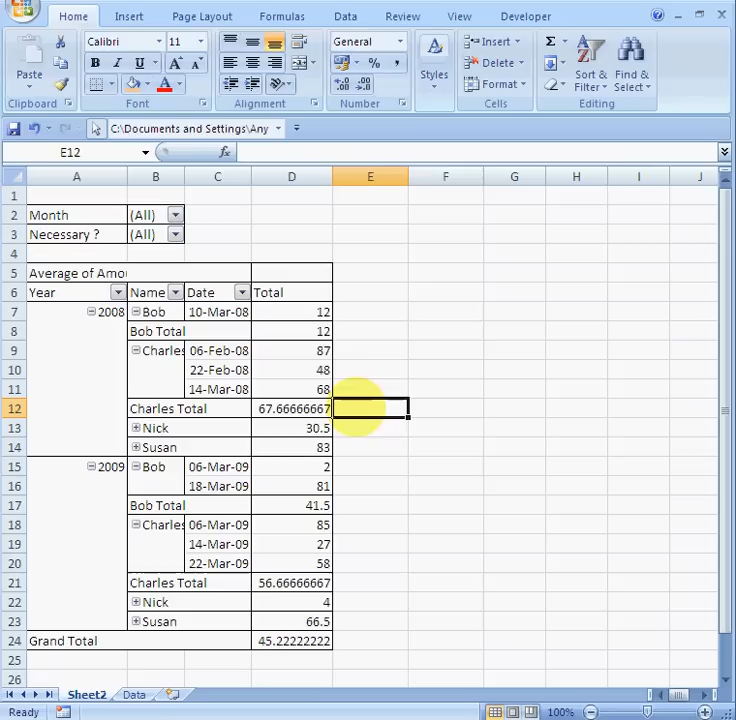 Home Insert Page Layout Formulas Data Review View Developer
Calibri 11 General Insert Σ
Paste B I U A A Styles Delete Sort & Find &
$ % , Format Filter Select
Clipboard Font Alignment Number Cells Editing
C:\Documents and Settings\Any
E12 fx
A B C D E F G H I J
1
2 Month (All)
3 Necessary ? (All)
4
5 Average of Amou
6 Year Name Date Total
7 2008 Bob 10-Mar-08 12
8 Bob Total 12
9 Charles 06-Feb-08 87
10 22-Feb-08 48
11 14-Mar-08 68
12 Charles Total 67.66666667
13 Nick 30.5
14 Susan 83
15 2009 Bob 06-Mar-09 2
16 18-Mar-09 81
17 Bob Total 41.5
18 Charles 06-Mar-09 85
19 14-Mar-09 27
20 22-Mar-09 58
21 Charles Total 56.66666667
22 Nick 4
23 Susan 66.5
24 Grand Total 45.22222222
25
26
Sheet2 Data
Ready 100%